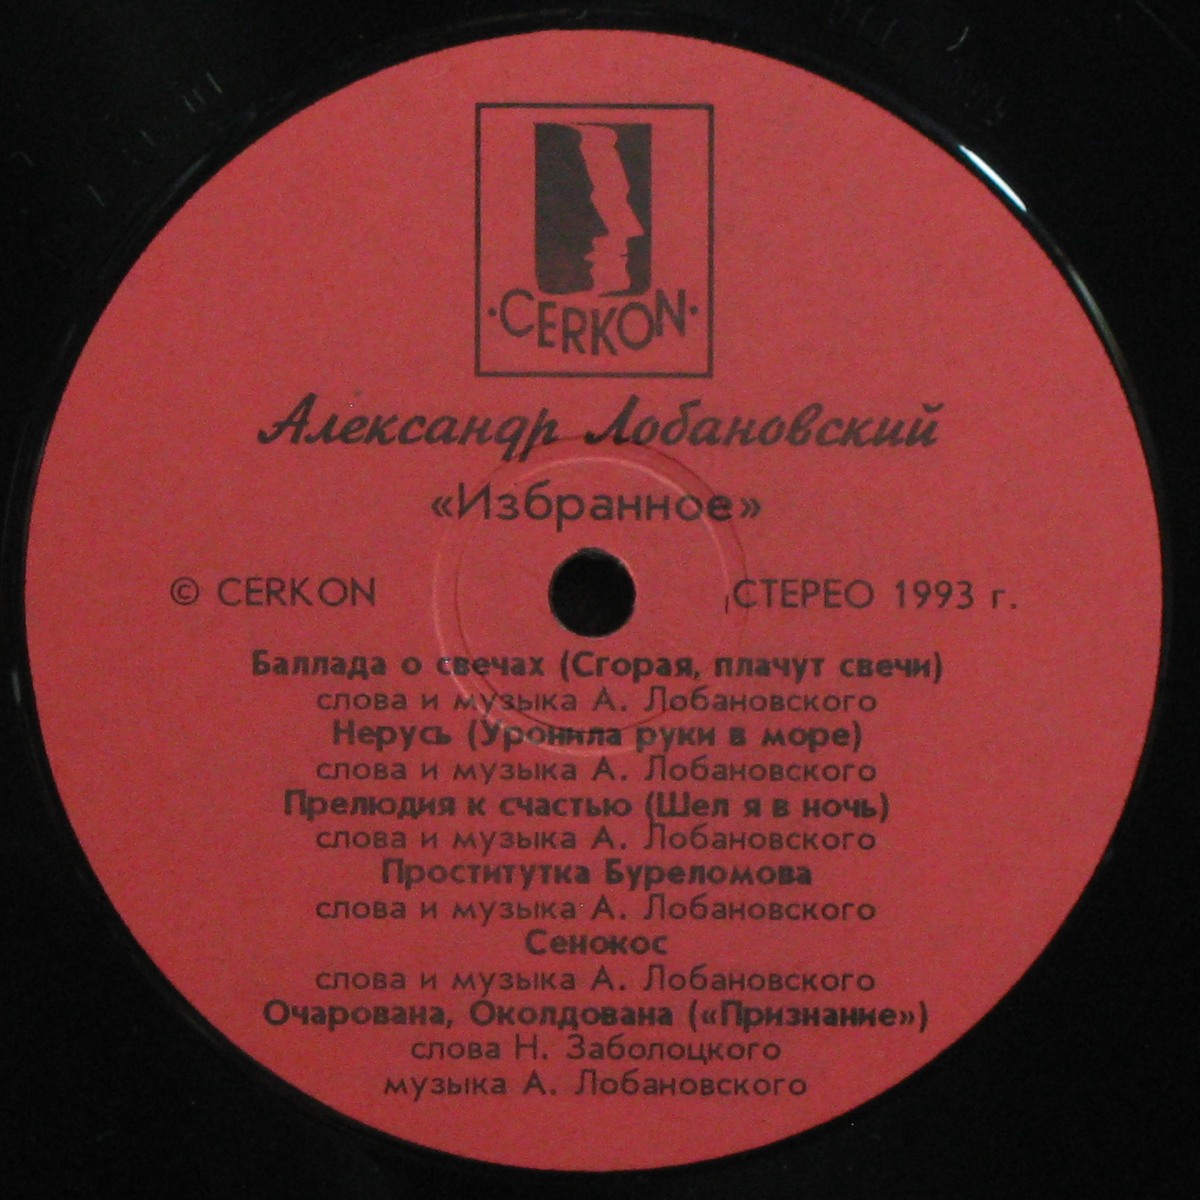 ·CERKON·
Александр Лобановский
«Избранное»
© CERKON СТЕРЕО 1993 г.
Баллада о свечах (Сгорая, плачут свечи)
слова и музыка А. Лобановского
Нерусь (Уронила руки в море)
слова и музыка А. Лобановского
Прелюдия к счастью (Шел я в ночь)
слова и музыка А. Лобановского
Проститутка Буреломова
слова и музыка А. Лобановского
Сенокос
слова и музыка А. Лобановского
Очарована, Околдована («Признание»)
слова Н. Заболоцкого
музыка А. Лобановского